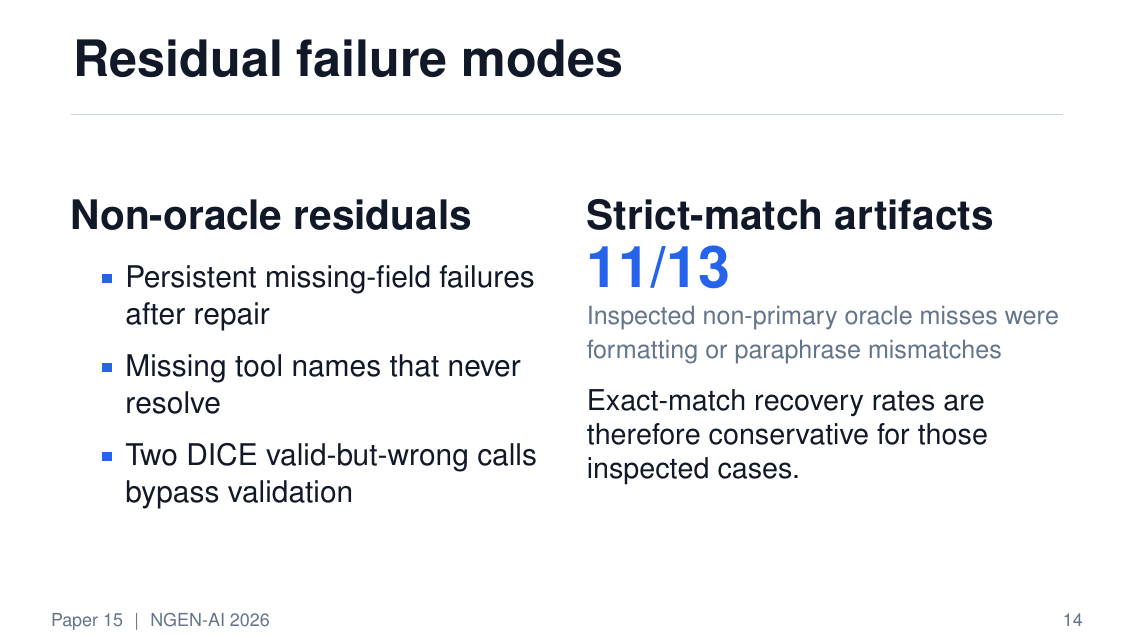 Residual failure modes
Non-oracle residuals
Persistent missing-field failures
after repair
Missing tool names that never
resolve
Two DICE valid-but-wrong calls
bypass validation
Strict-match artifacts
11/13
Inspected non-primary oracle misses were
formatting or paraphrase mismatches
Exact-match recovery rates are
therefore conservative for those
inspected cases.
Paper 15 | NGEN-AI 2026
14